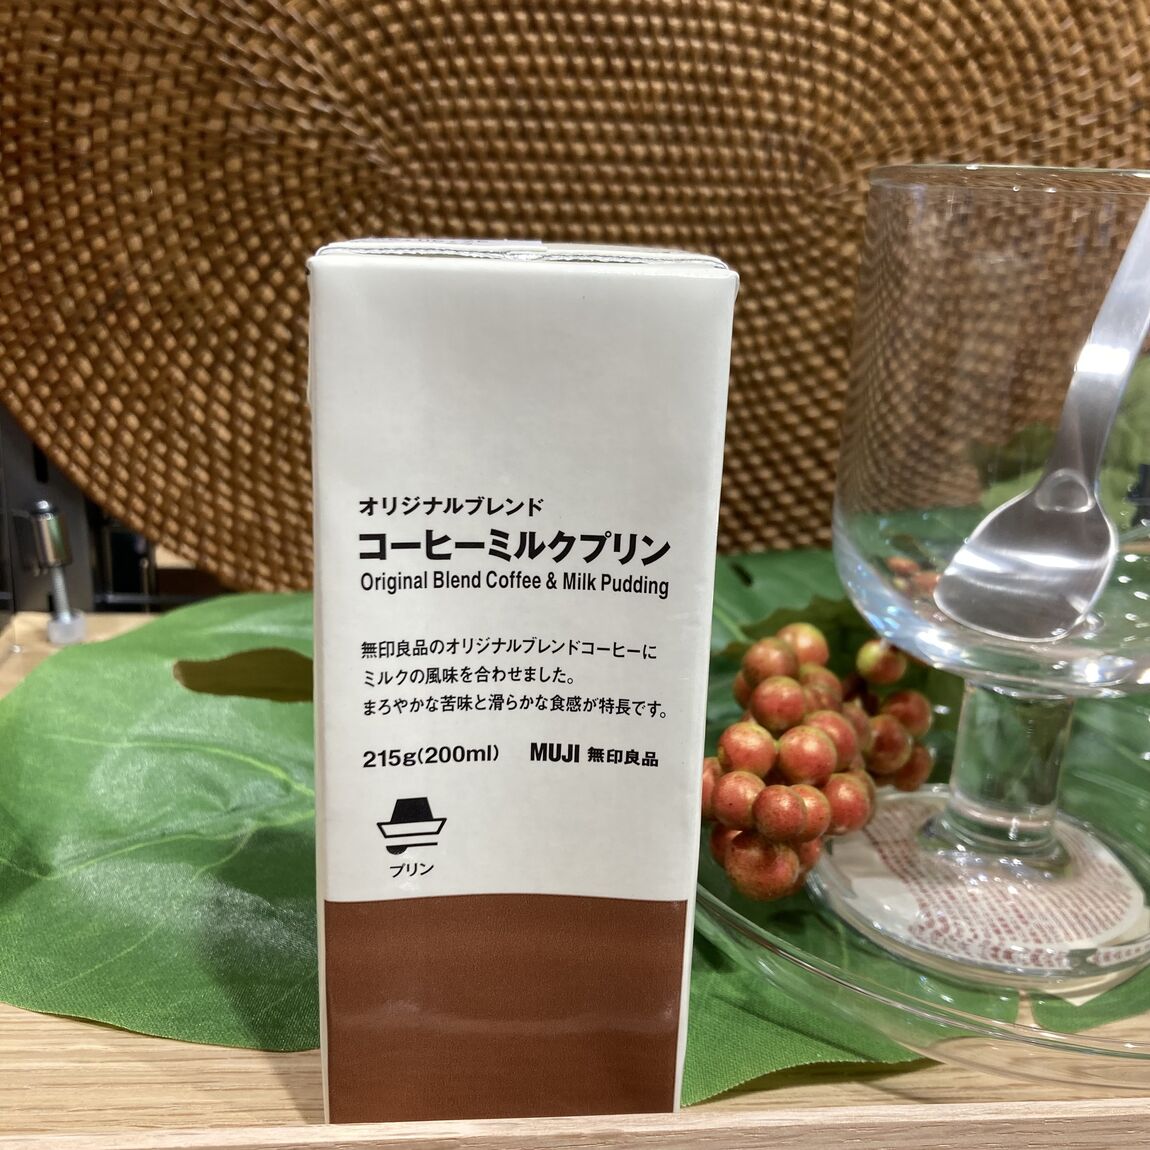 オリジナルブレンド
コーヒーミルクプリン
Original Blend Coffee & Milk Pudding
無印良品のオリジナルブレンドコーヒーに
ミルクの風味を合わせました。
まろやかな苦味と滑らかな食感が特長です。
215g(200ml) MUJI 無印良品
プリン